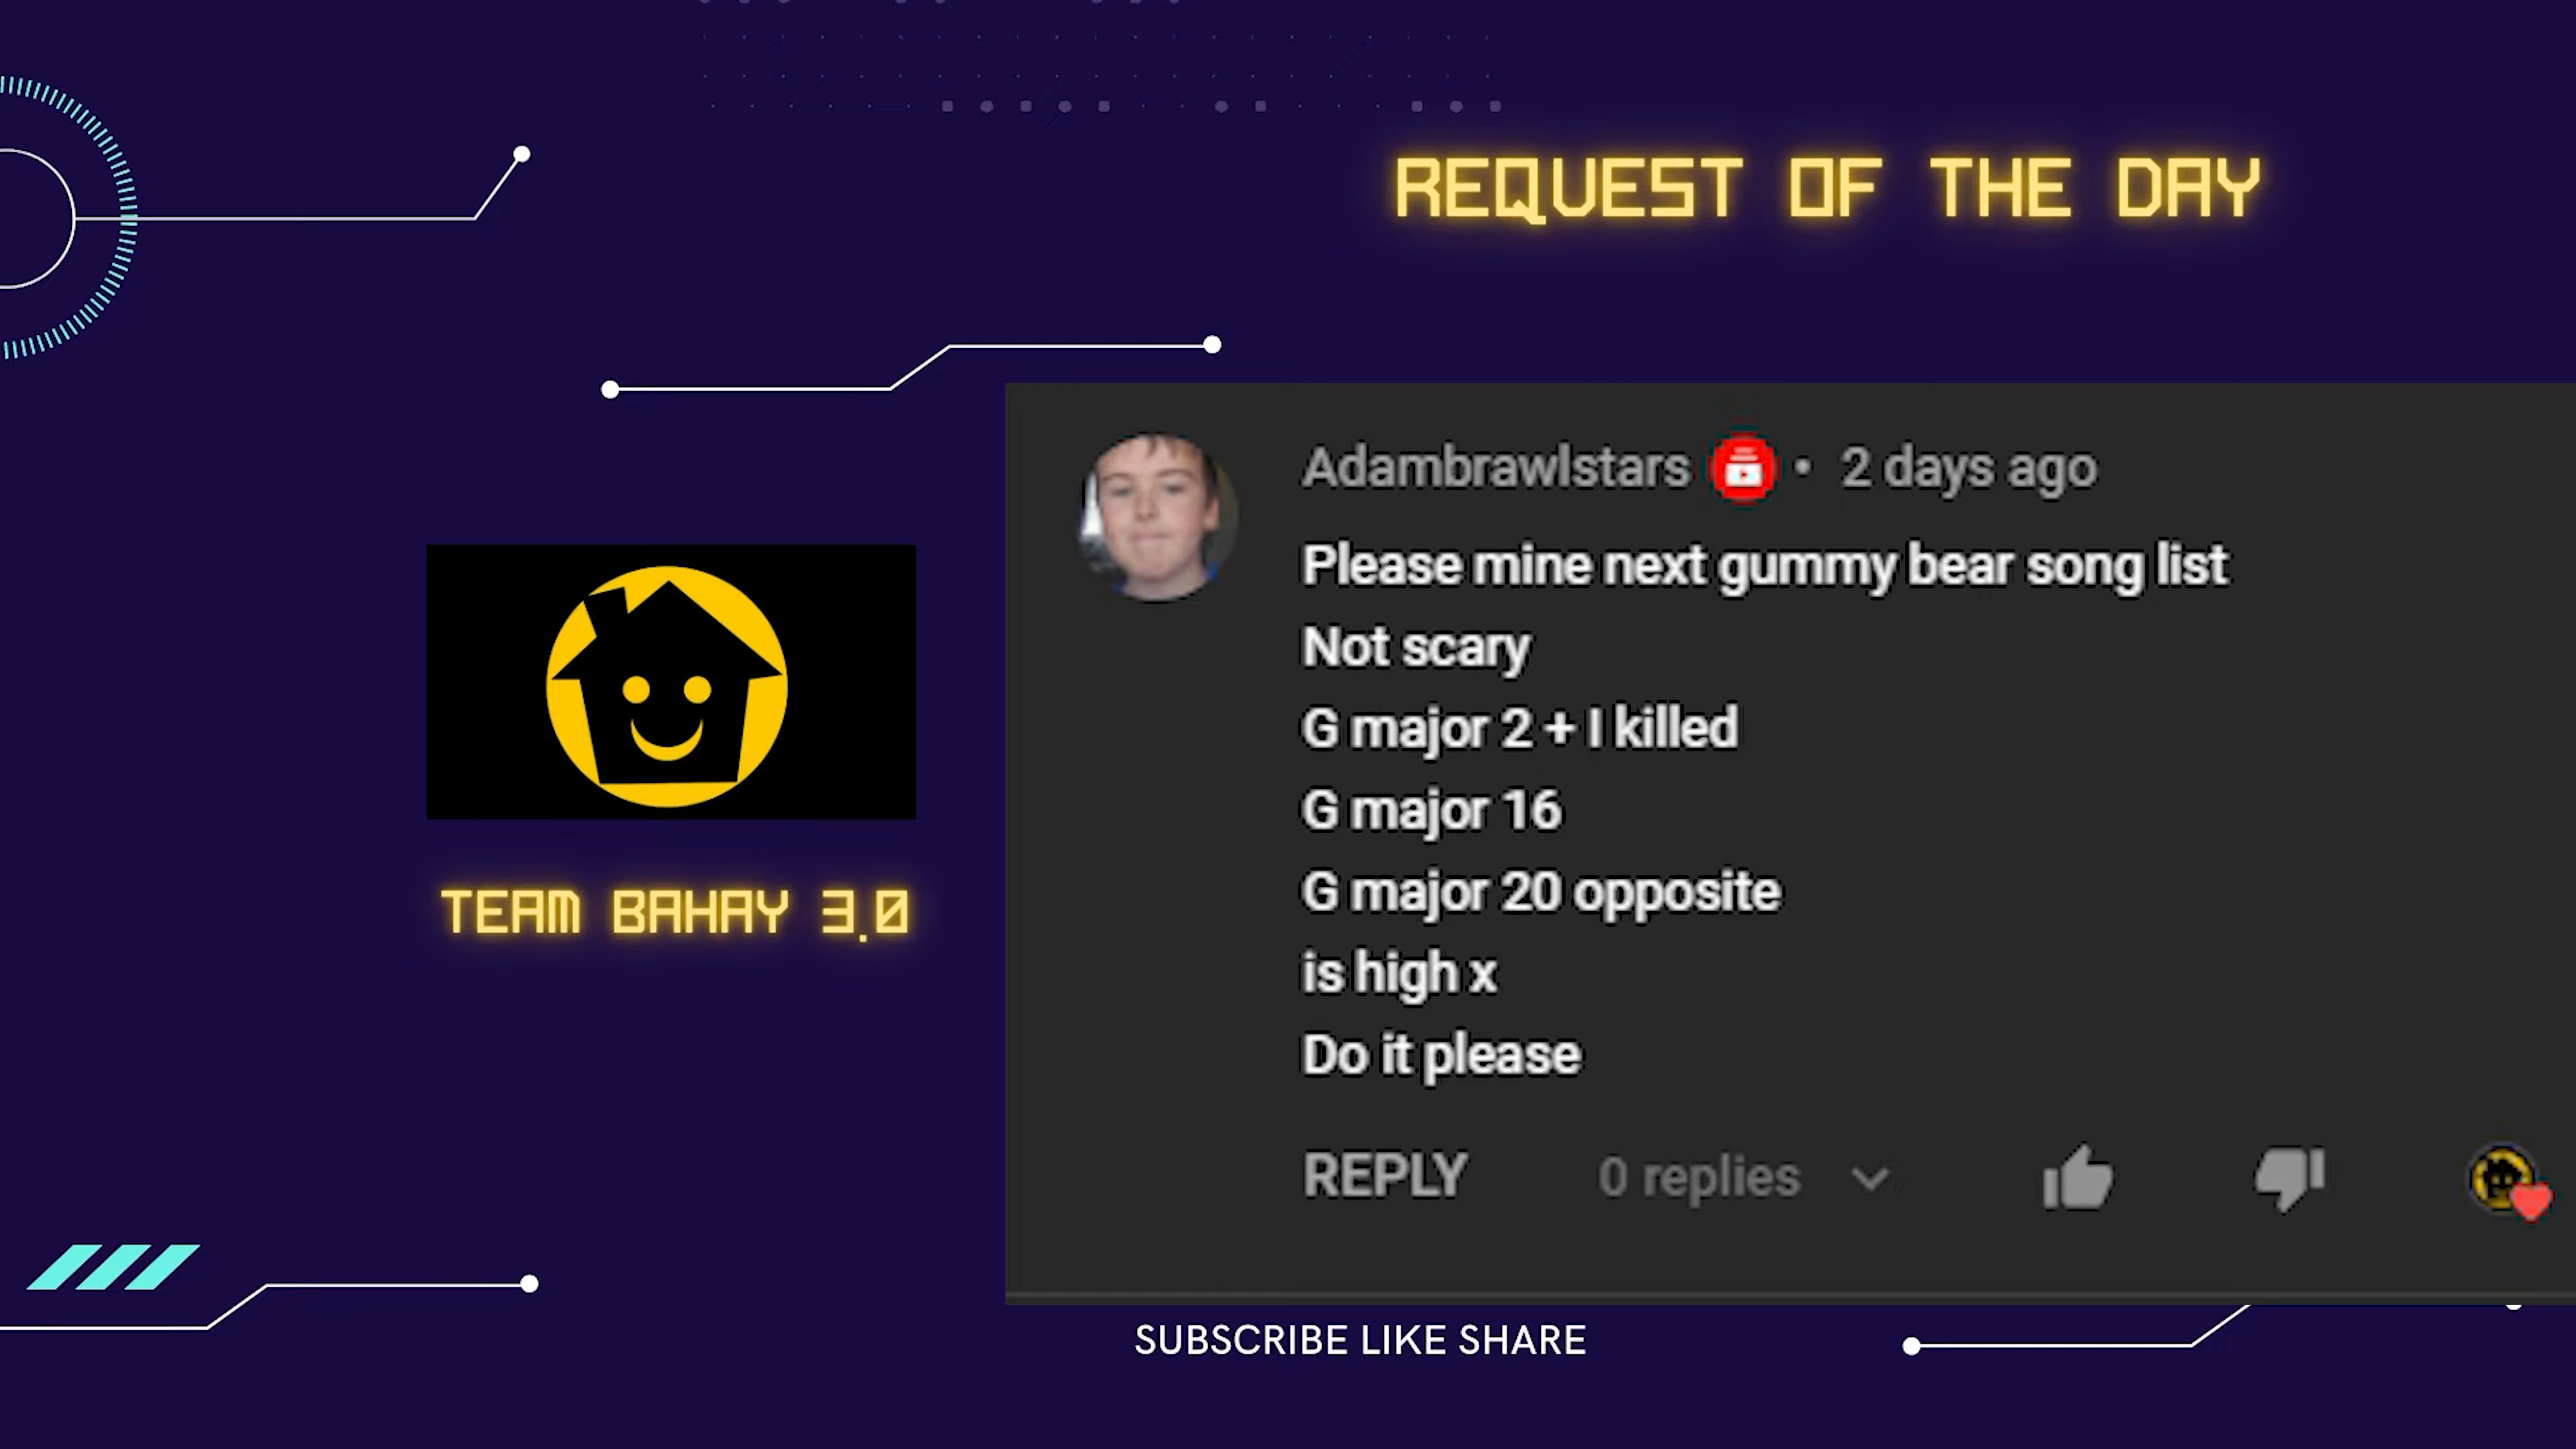 REQUEST OF THE DAY
Adambrawlstars • 2 days ago
Please mine next gummy bear song list
Not scary
G major 2 + I killed
G major 16
G major 20 opposite
is high x
Do it please
REPLY 0 replies
TEAM BAHAY 3.0
SUBSCRIBE LIKE SHARE